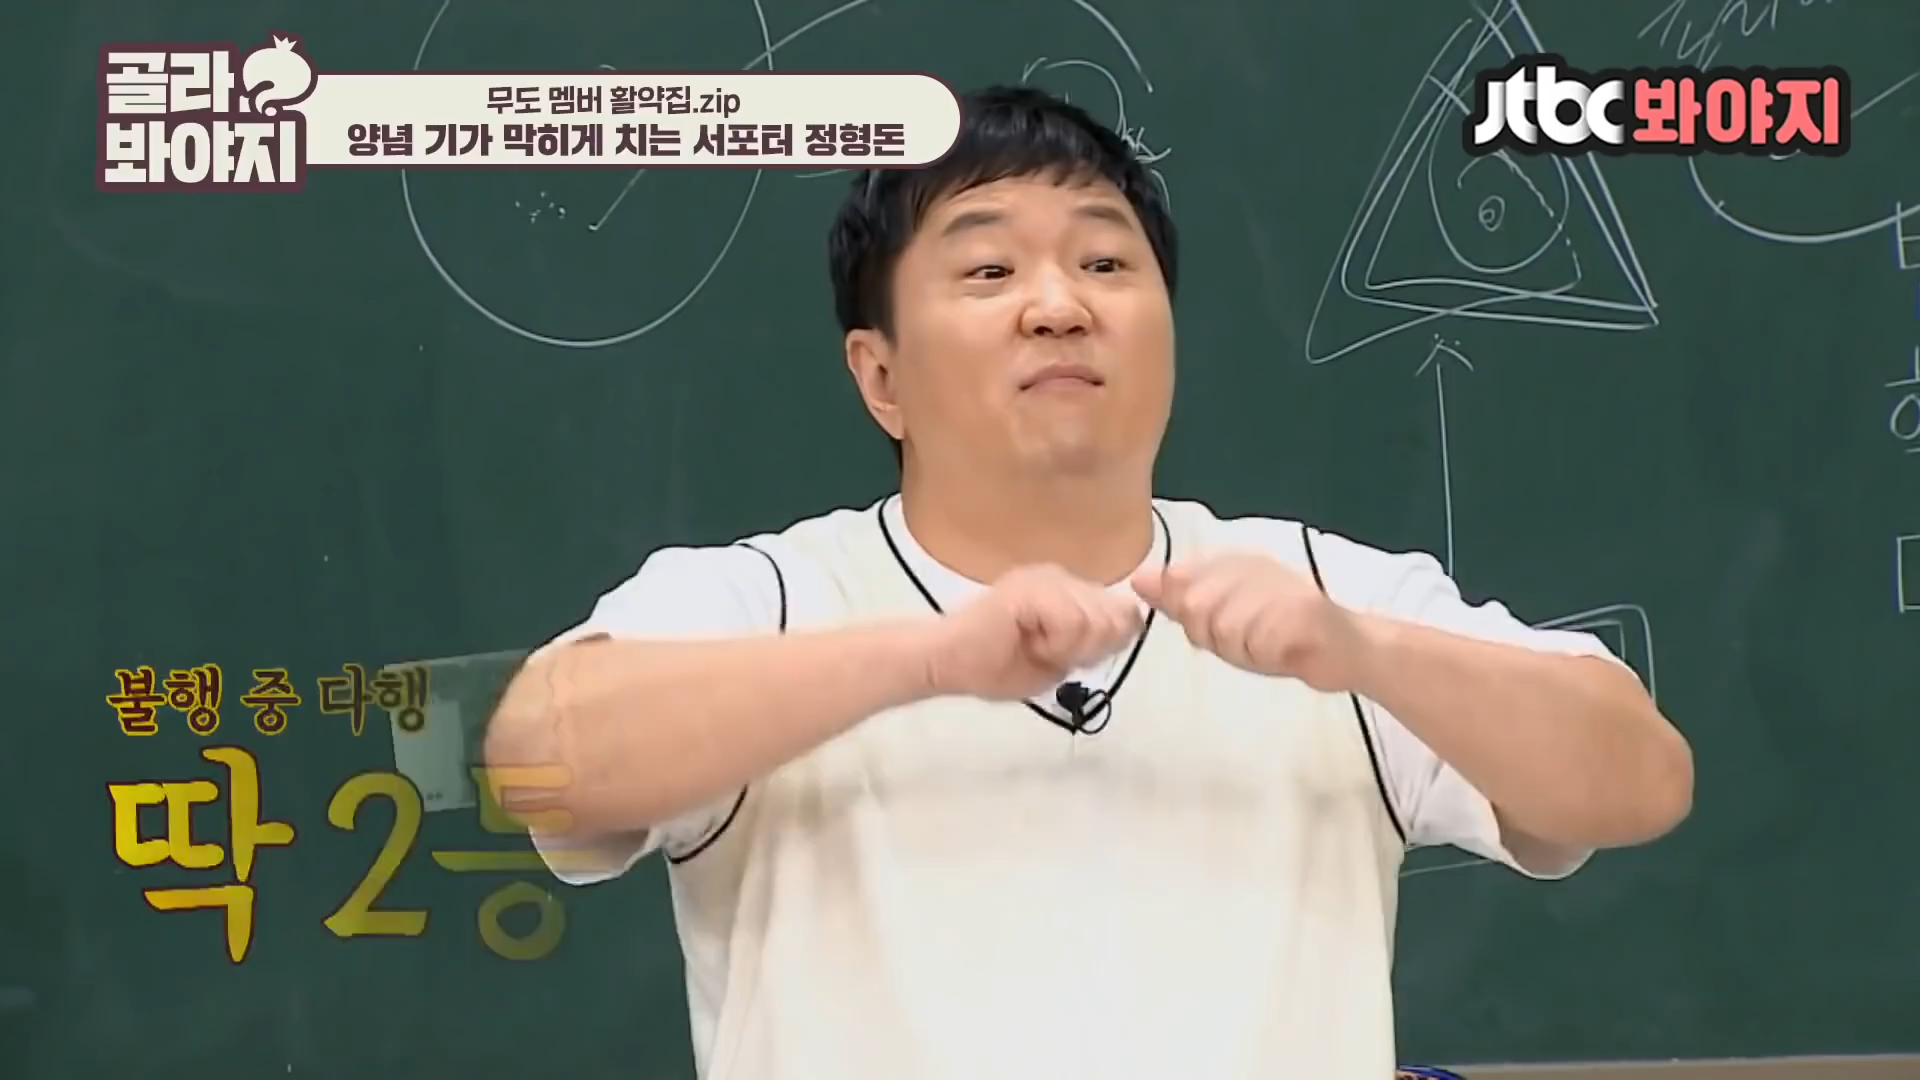 골라
봐야지
무도 멤버 활약집.zip
양념 기가 막히게 치는 서포터 정형돈
jtbc 봐야지
불행 중 다행
딱 2등